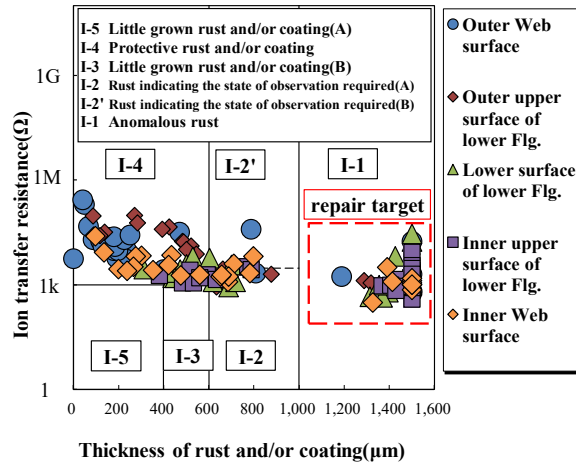 I-5 Little grown rust and/or coating(A)
I-4 Protective rust and/or coating
I-3 Little grown rust and/or coating(B)
I-2 Rust indicating the state of observation required(A)
I-2' Rust indicating the state of observation required(B)
I-1 Anomalous rust
Ion transfer resistance(Ω)
1G
1M
1k
1
I-4
I-2'
I-1
repair target
I-5
I-3
I-2
0
200
400
600
800
1,000
1,200
1,400
1,600
Thickness of rust and/or coating(μm)
Outer Web
surface
Outer upper
surface of
lower Flg.
Lower surface
of lower Flg.
Inner upper
surface of
lower Flg.
Inner Web
surface